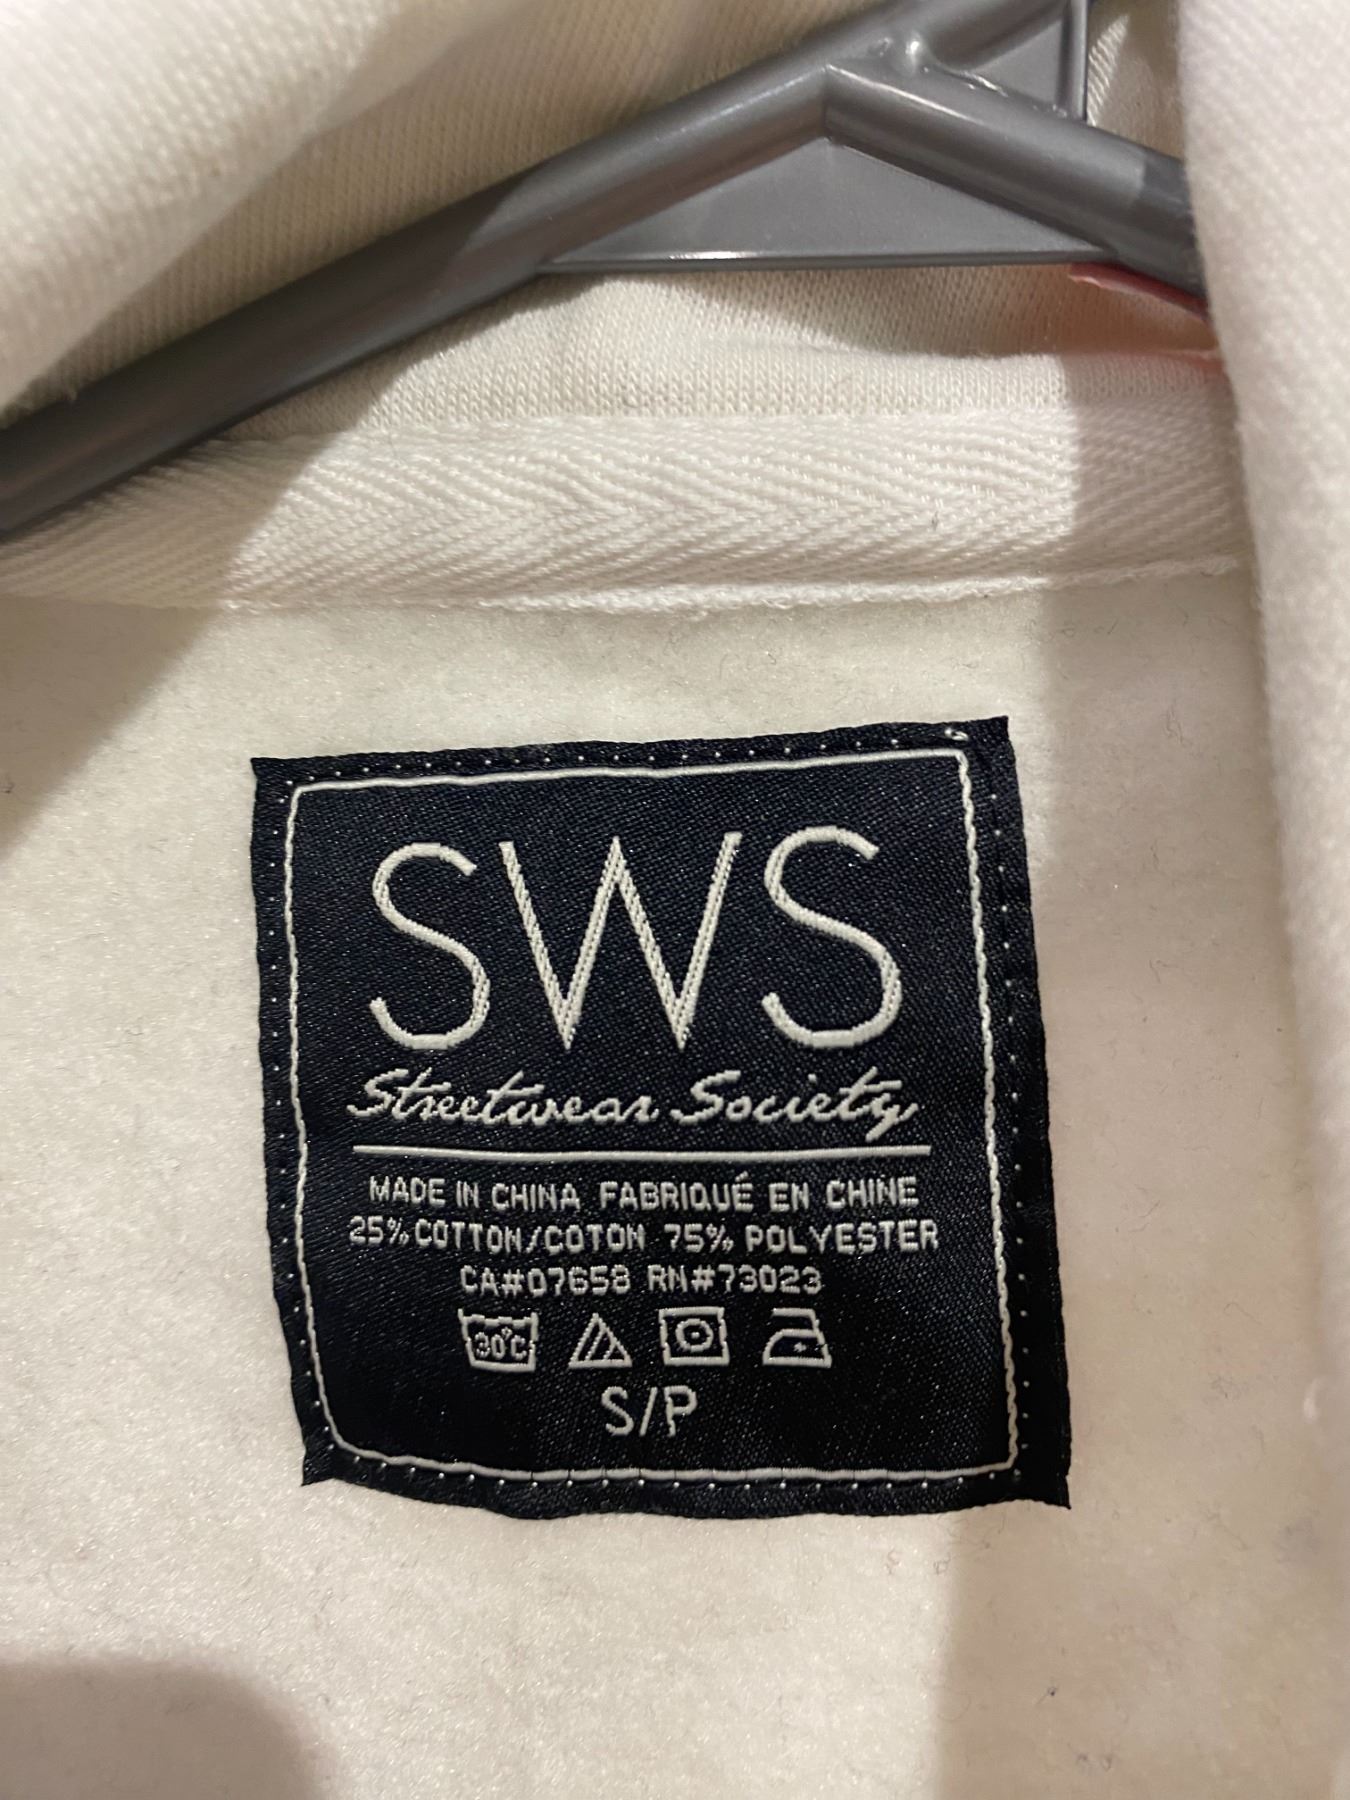 SWS
Streetwear Society
MADE IN CHINA FABRIQUÉ EN CHINE
25% COTTON/COTON 75% POLYESTER
CA#07658 RN#73023
30°C
S/P